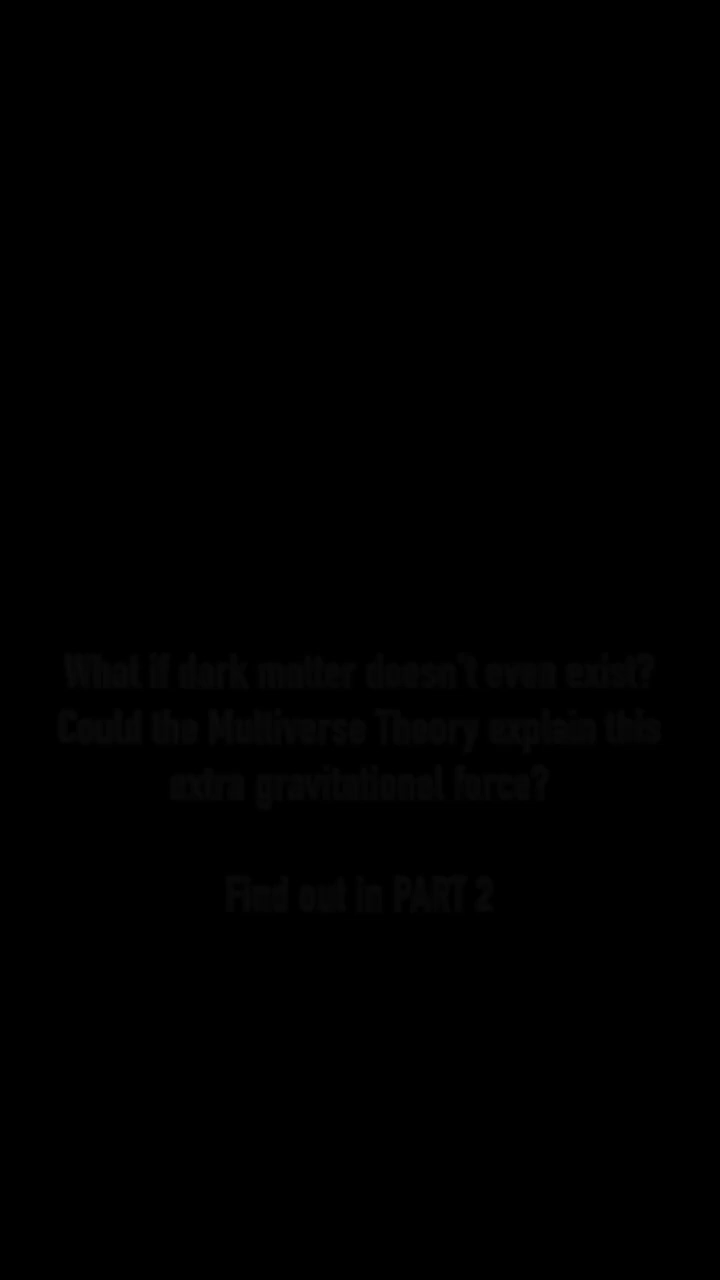 What if dark matter doesn't even exist?
Could the Multiverse Theory explain this
extra gravitational force?
Find out in PART 2